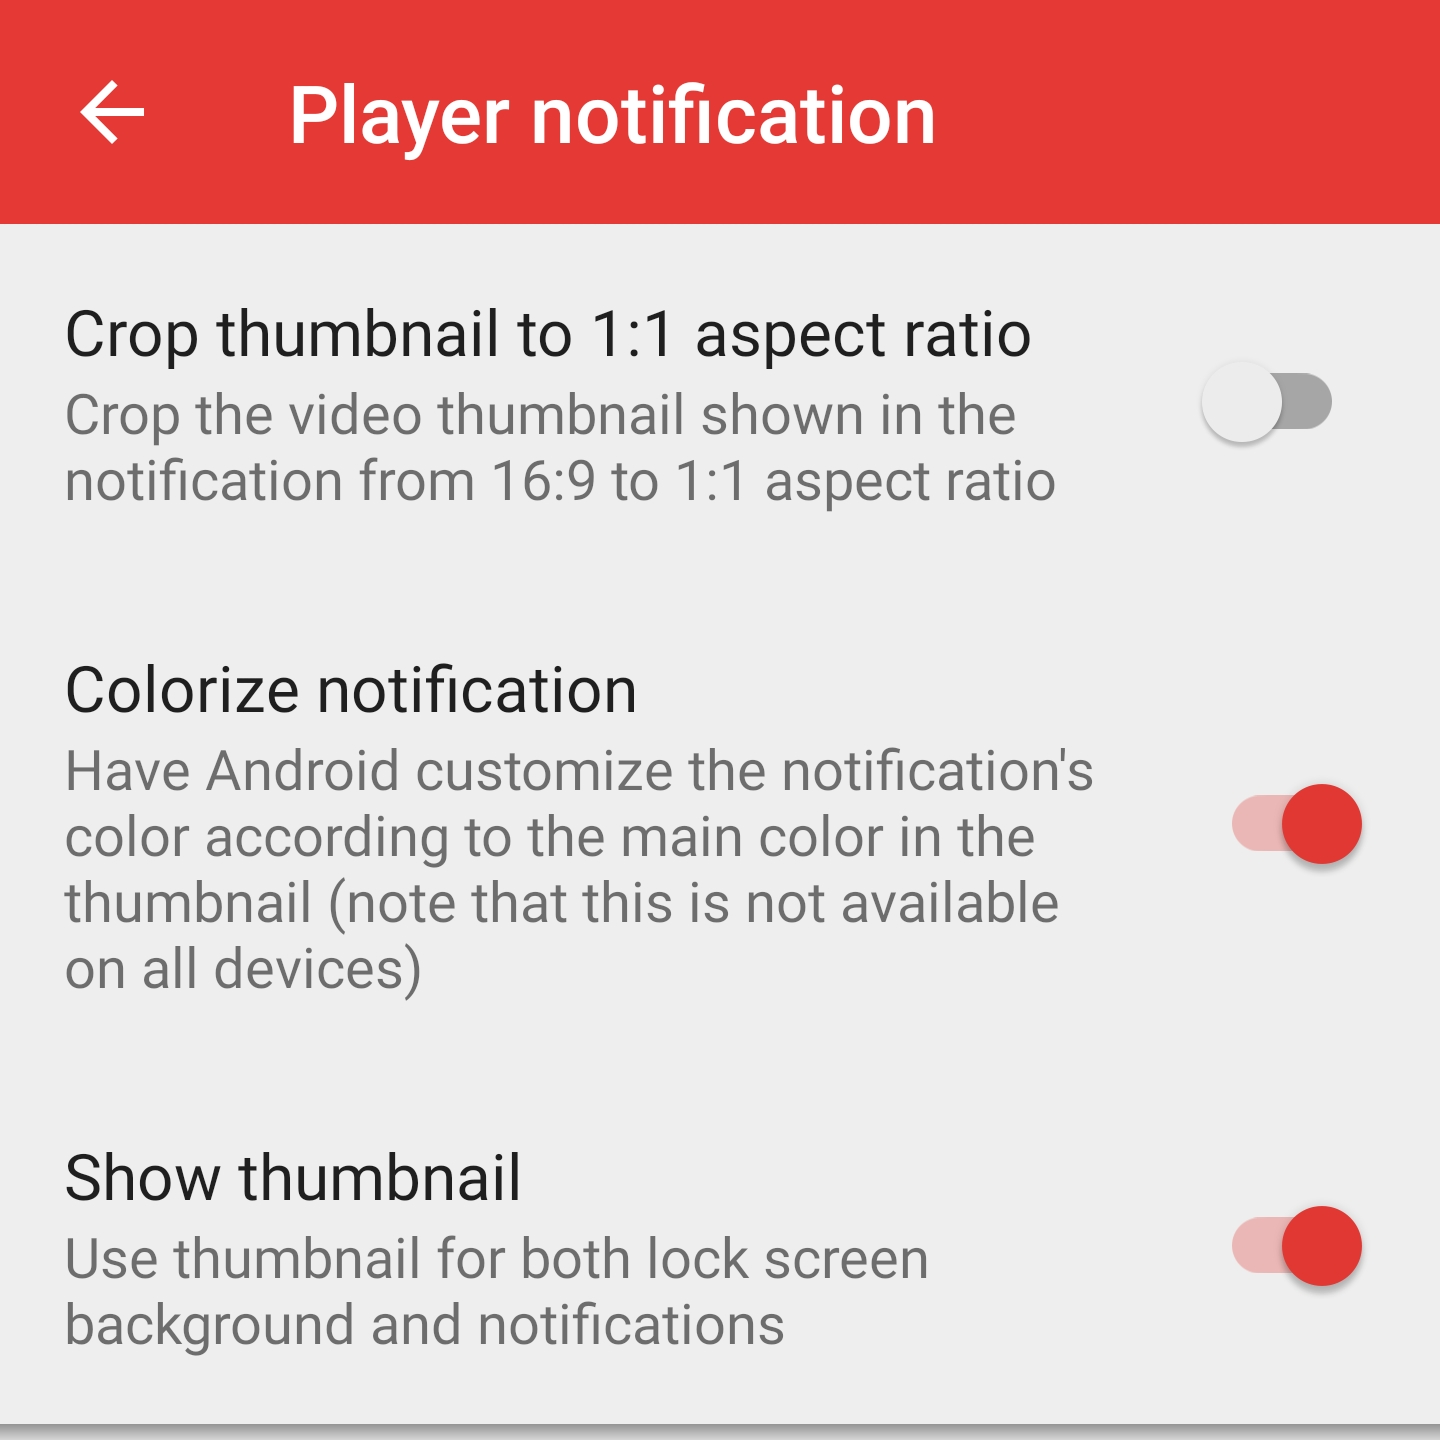 Player notification
Crop thumbnail to 1:1 aspect ratio
Crop the video thumbnail shown in the
notification from 16:9 to 1:1 aspect ratio
Colorize notification
Have Android customize the notification's
color according to the main color in the
thumbnail (note that this is not available
on all devices)
Show thumbnail
Use thumbnail for both lock screen
background and notifications